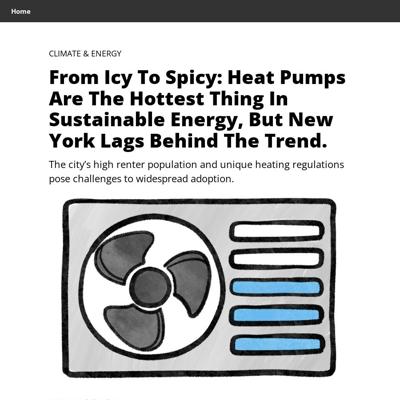 Home
CLIMATE & ENERGY
From Icy To Spicy: Heat Pumps
Are The Hottest Thing In
Sustainable Energy, But New
York Lags Behind The Trend.
The city’s high renter population and unique heating regulations
pose challenges to widespread adoption.